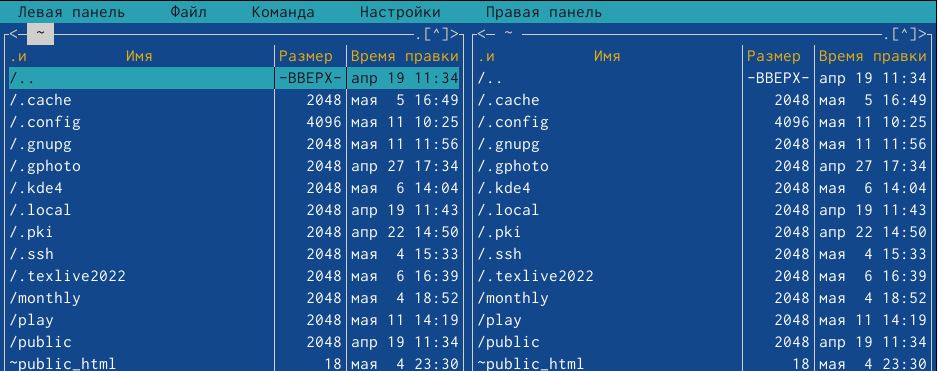 Левая панель Файл Команда Настройки Правая панель
<─ ~ ─.[^]> <─ ~ ─.[^]>
.и Имя Размер Время правки .и Имя Размер Время правки
/.. -ВВЕРХ- апр 19 11:34 /.. -ВВЕРХ- апр 19 11:34
/.cache 2048 мая 5 16:49 /.cache 2048 мая 5 16:49
/.config 4096 мая 11 10:25 /.config 4096 мая 11 10:25
/.gnupg 2048 мая 11 11:56 /.gnupg 2048 мая 11 11:56
/.gphoto 2048 апр 27 17:34 /.gphoto 2048 апр 27 17:34
/.kde4 2048 мая 6 14:04 /.kde4 2048 мая 6 14:04
/.local 2048 апр 19 11:43 /.local 2048 апр 19 11:43
/.pki 2048 апр 22 14:50 /.pki 2048 апр 22 14:50
/.ssh 2048 мая 4 15:33 /.ssh 2048 мая 4 15:33
/.texlive2022 2048 мая 6 16:39 /.texlive2022 2048 мая 6 16:39
/monthly 2048 мая 4 18:52 /monthly 2048 мая 4 18:52
/play 2048 мая 11 14:19 /play 2048 мая 11 14:19
/public 2048 апр 19 11:34 /public 2048 апр 19 11:34
~public_html 18 мая 4 23:30 ~public_html 18 мая 4 23:30